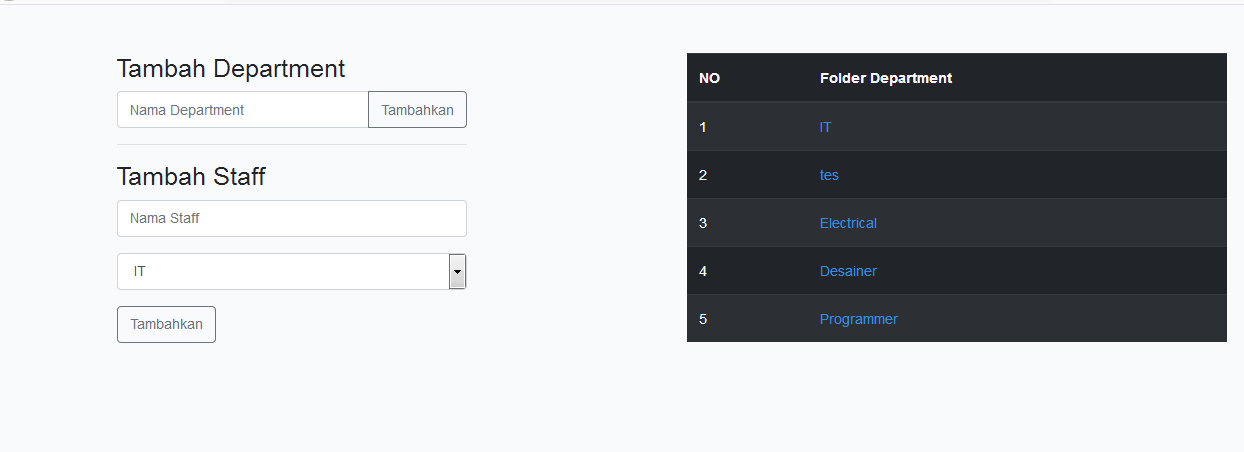 Tambah Department
Nama Department
Tambahkan
Tambah Staff
Nama Staff
IT
Tambahkan
NO Folder Department
1 IT
2 tes
3 Electrical
4 Desainer
5 Programmer